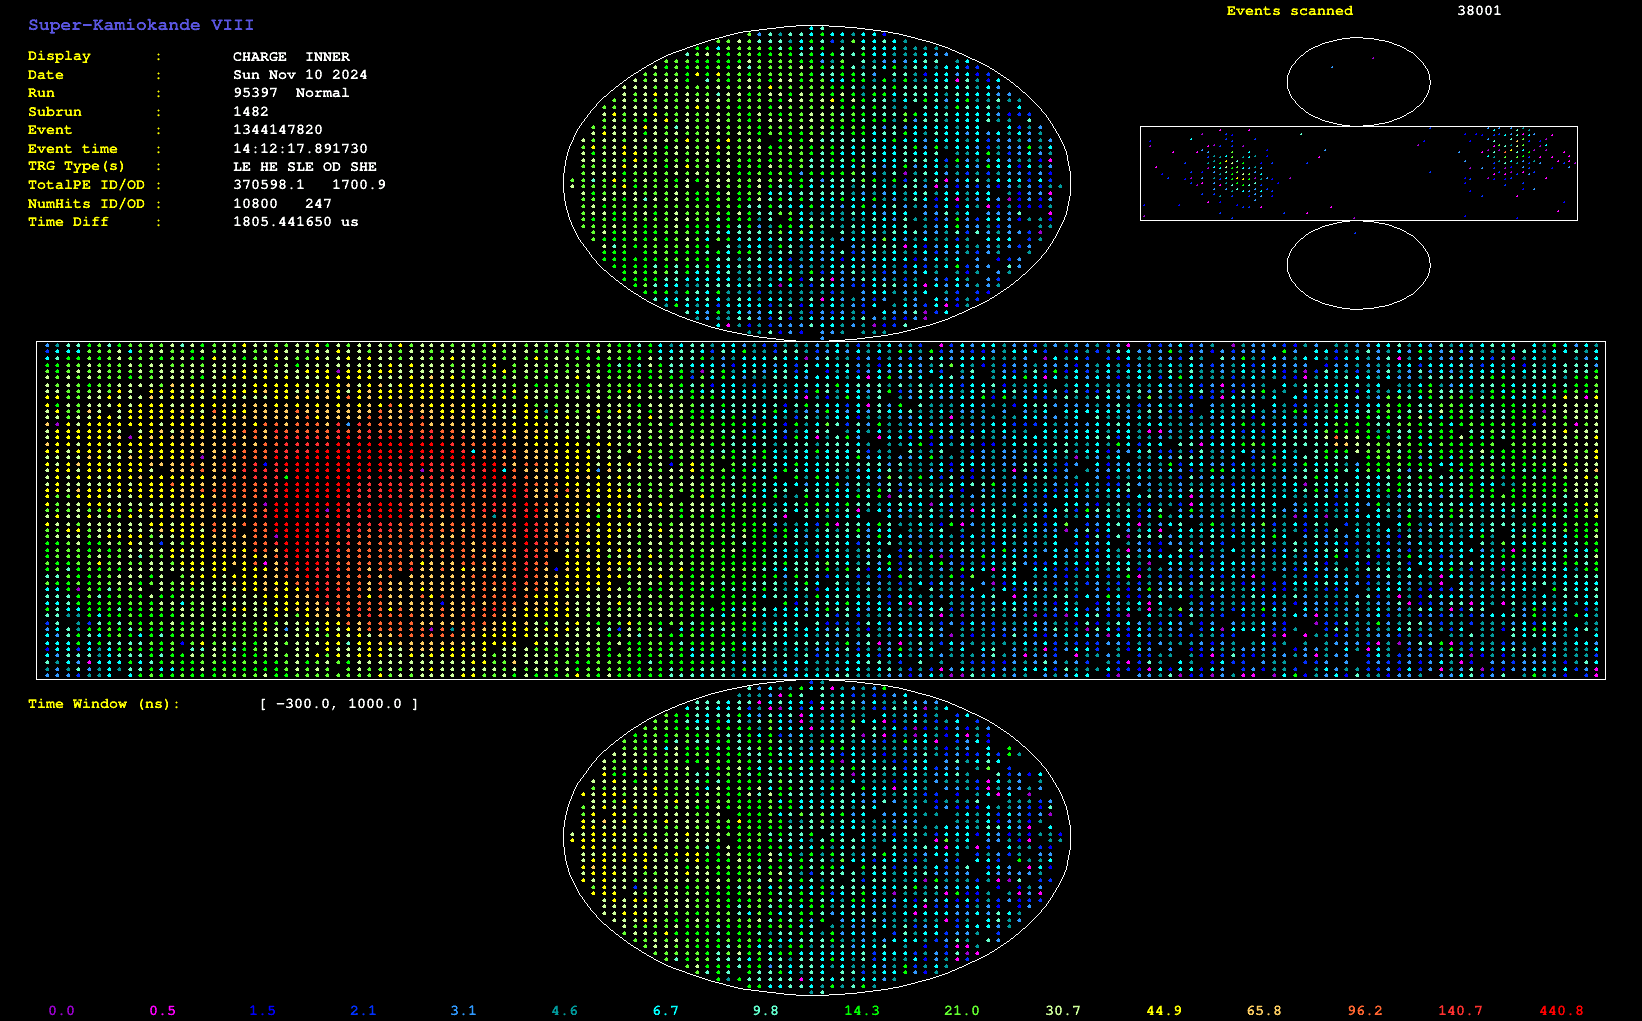 Super-Kamiokande VIII
Display : CHARGE INNER
Date : Sun Nov 10 2024
Run : 95397 Normal
Subrun : 1482
Event : 1344147820
Event time : 14:12:17.891730
TRG Type(s) : LE HE SLE OD SHE
TotalPE ID/OD : 370598.1 1700.9
NumHits ID/OD : 10800 247
Time Diff : 1805.441650 us
Events scanned 38001
Time Window (ns): [ -300.0, 1000.0 ]
0.0 0.5 1.5 2.1 3.1 4.6 6.7 9.8 14.3 21.0 30.7 44.9 65.8 96.2 140.7 440.8